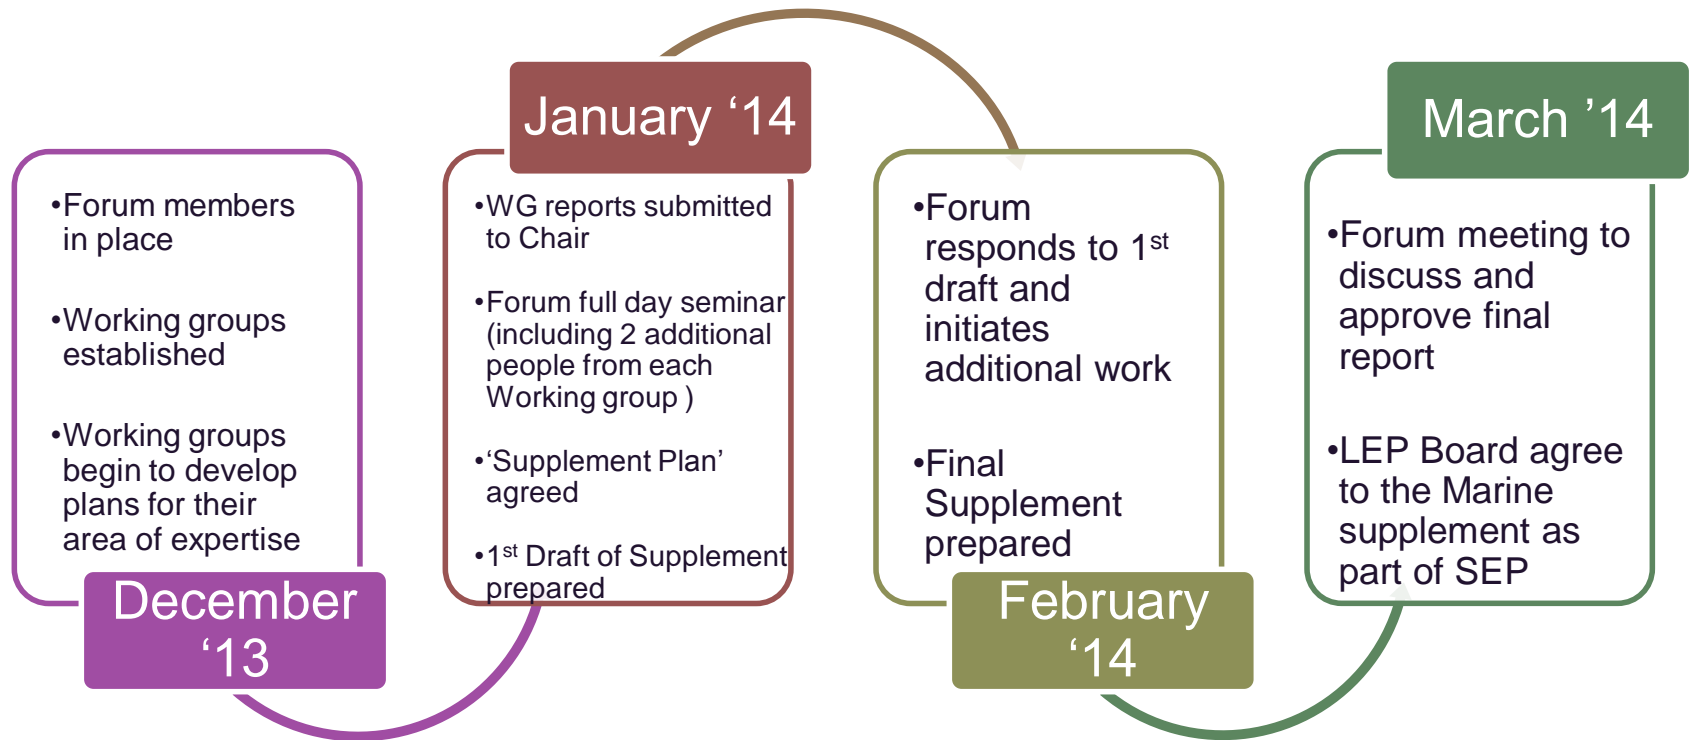 •Forum members
in place
•Working groups
established
•Working groups
begin to develop
plans for their
area of expertise
December
‘13
January ‘14
•WG reports submitted
to Chair
•Forum full day seminar
(including 2 additional
people from each
Working group )
•‘Supplement Plan’
agreed
•1st Draft of Supplement
prepared
•Forum
responds to 1st
draft and
initiates
additional work
•Final
Supplement
prepared
February
‘14
March ’14
•Forum meeting to
discuss and
approve final
report
•LEP Board agree
to the Marine
supplement as
part of SEP